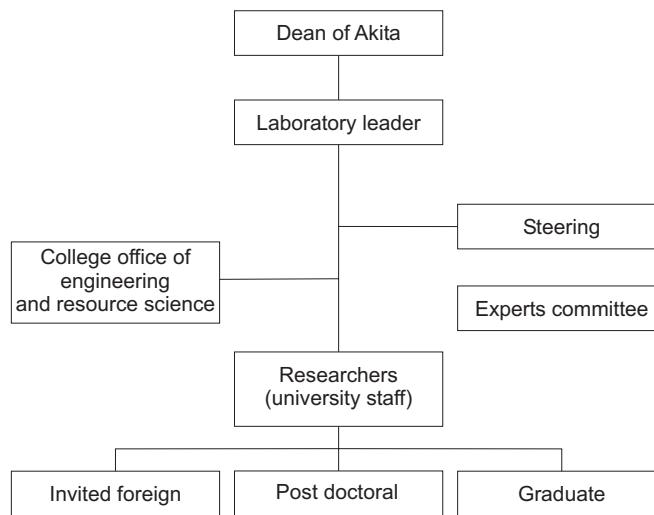 Dean of Akita
Laboratory leader
Steering
College office of
engineering
and resource science
Experts committee
Researchers
(university staff)
Invited foreign
Post doctoral
Graduate